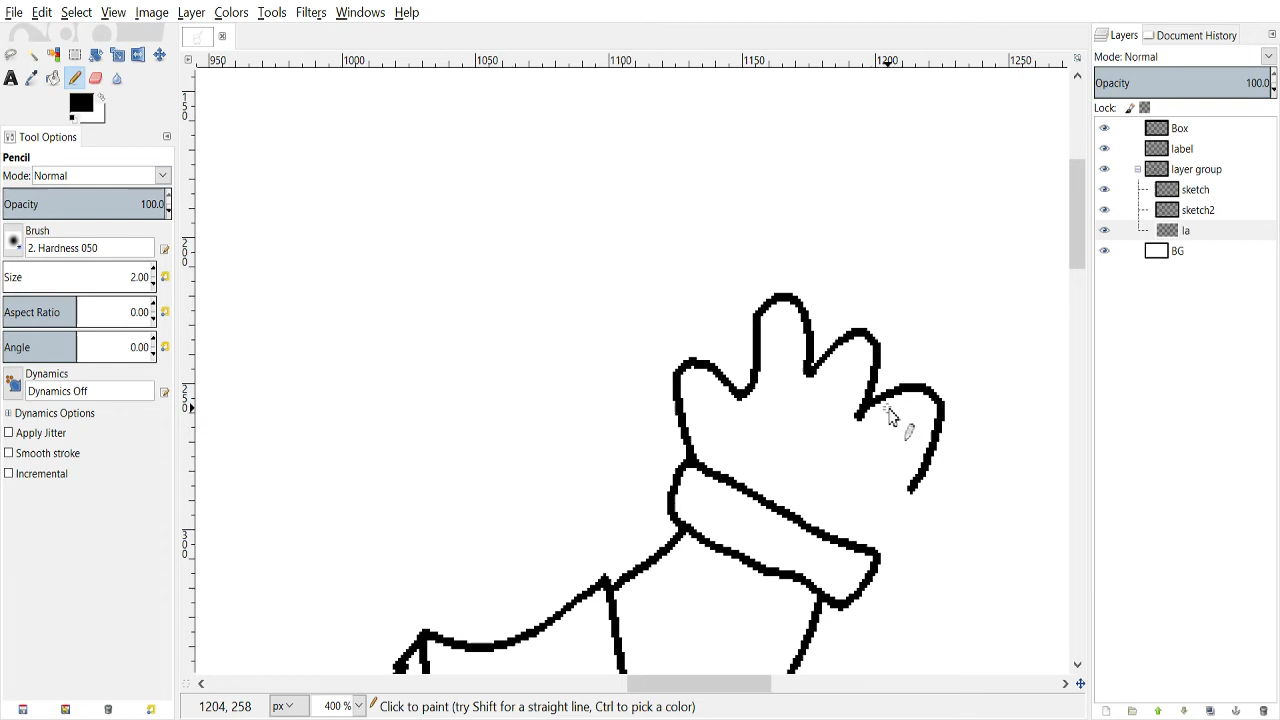 File Edit Select View Image Layer Colors Tools Filters Windows Help
Tool Options
Pencil
Mode: Normal
Opacity 100.0
Brush
2. Hardness 050
Size 2.00
Aspect Ratio 0.00
Angle 0.00
Dynamics
Dynamics Off
Dynamics Options
Apply Jitter
Smooth stroke
Incremental
950 1000 1050 1100 1150 1200 1250
150
200
250
300
1204, 258 px 400 % Click to paint (try Shift for a straight line, Ctrl to pick a color)
Layers Document History
Mode: Normal
Opacity 100.0
Lock:
Box
label
layer group
sketch
sketch2
la
BG